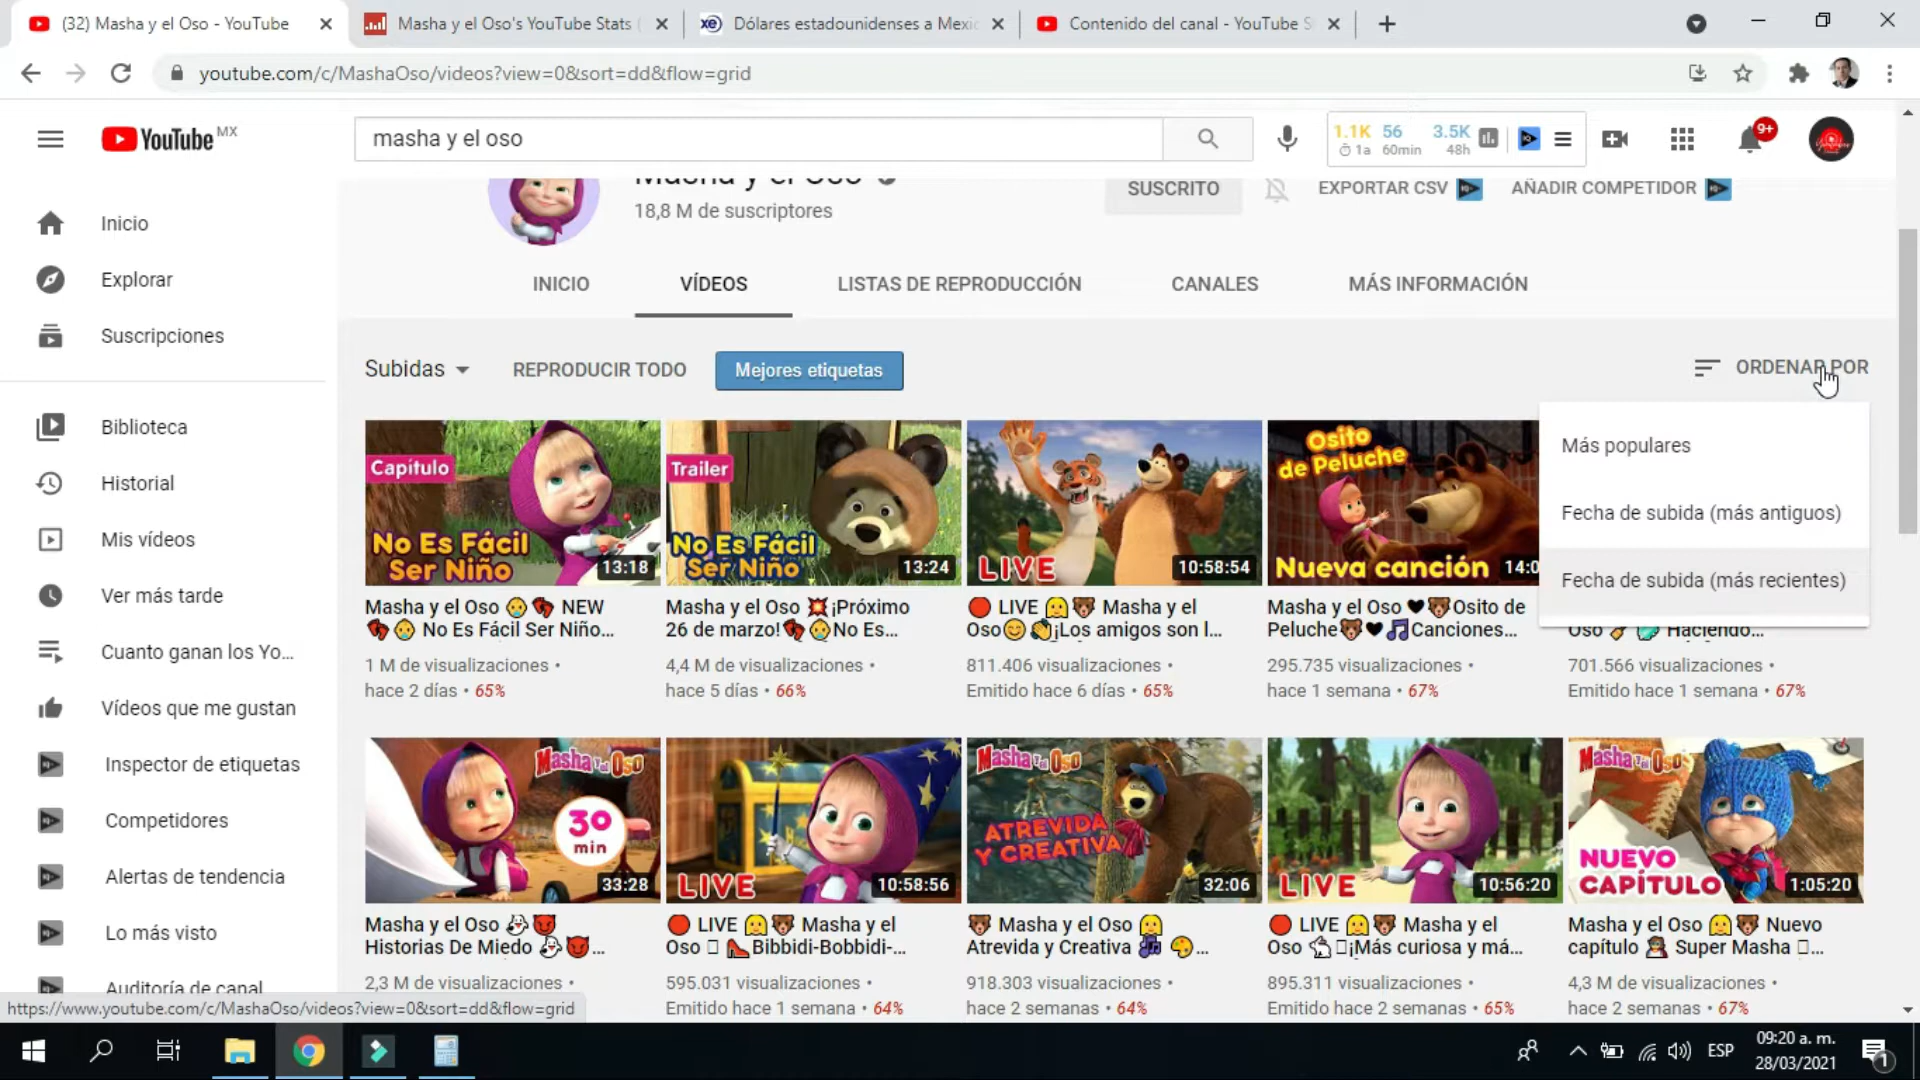 (32) Masha y el Oso - YouTube
Masha y el Oso's YouTube Stats
xe Dólares estadounidenses a Mexic
Contenido del canal - YouTube S
youtube.com/c/MashaOso/videos?view=0&sort=dd&flow=grid
YouTube MX
masha y el oso
1.1K 56 3.5K
1a 60min 48h
9+
Masha y el Oso
18,8 M de suscriptores
SUSCRITO
EXPORTAR CSV
AÑADIR COMPETIDOR
INICIO
VÍDEOS
LISTAS DE REPRODUCCIÓN
CANALES
MÁS INFORMACIÓN
Inicio
Explorar
Suscripciones
Biblioteca
Historial
Mis vídeos
Ver más tarde
Cuanto ganan los Yo...
Vídeos que me gustan
Inspector de etiquetas
Competidores
Alertas de tendencia
Lo más visto
Auditoría de canal
Subidas
REPRODUCIR TODO
Mejores etiquetas
ORDENAR POR
Más populares
Fecha de subida (más antiguos)
Fecha de subida (más recientes)
Capítulo
No Es Fácil
Ser Niño
13:18
Masha y el Oso 😢👣 NEW
👣😢 No Es Fácil Ser Niño...
1 M de visualizaciones •
hace 2 días • 65%
Trailer
No Es Fácil
Ser Niño
13:24
Masha y el Oso 💥¡Próximo
26 de marzo!👣😢No Es...
4,4 M de visualizaciones •
hace 5 días • 66%
LIVE
10:58:54
🔴 LIVE 👱‍♀️🐻 Masha y el
Oso😊👏¡Los amigos son l...
811.406 visualizaciones •
Emitido hace 6 días • 65%
Osito
de Peluche
Nueva canción
14:0
Masha y el Oso ❤🐻Osito de
Peluche🐻❤🎵Canciones...
295.735 visualizaciones •
hace 1 semana • 67%
Oso Haciendo...
701.566 visualizaciones •
Emitido hace 1 semana • 67%
Masha y el Oso
30
min
33:28
Masha y el Oso 👻😈
Historias De Miedo 👻😈...
2,3 M de visualizaciones •
LIVE
10:58:56
🔴 LIVE 👱‍♀️🐻 Masha y el
Oso 👠Bibbidi-Bobbidi-...
595.031 visualizaciones •
Emitido hace 1 semana • 64%
Masha y el Oso
ATREVIDA
Y CREATIVA
32:06
🐻 Masha y el Oso 👱‍♀️
Atrevida y Creativa 🎶 🎨...
918.303 visualizaciones •
hace 2 semanas • 64%
LIVE
10:56:20
🔴 LIVE 👱‍♀️🐻 Masha y el
Oso 🐇¡Más curiosa y má...
895.311 visualizaciones •
Emitido hace 2 semanas • 65%
Masha y el Oso
NUEVO
CAPÍTULO
1:05:20
Masha y el Oso 👱‍♀️🐻 Nuevo
capítulo Super Masha ...
4,3 M de visualizaciones •
hace 2 semanas • 67%
https://www.youtube.com/c/MashaOso/videos?view=0&sort=dd&flow=grid
ESP
09:20 a. m.
28/03/2021
1